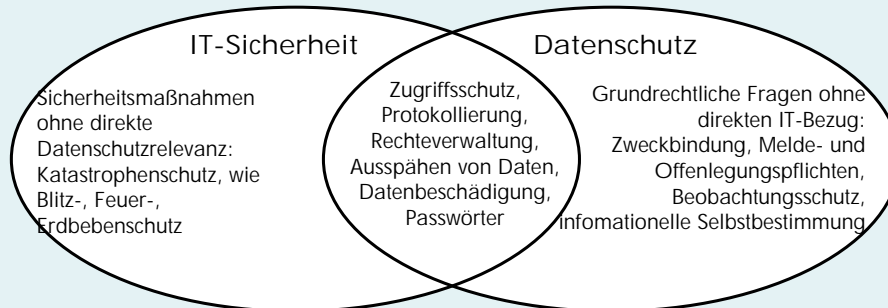 IT-Sicherheit
Sicherheitsmaßnahmen
ohne direkte
Datenschutzrelevanz:
Katastrophenschutz, wie
Blitz-, Feuer-,
Erdbebenschutz
Zugriffsschutz,
Protokollierung,
Rechteverwaltung,
Ausspähen von Daten,
Datenbeschädigung,
Passwörter
Datenschutz
Grundrechtliche Fragen ohne
direkten IT-Bezug:
Zweckbindung, Melde- und
Offenlegungspflichten,
Beobachtungsschutz,
infomationelle Selbstbestimmung